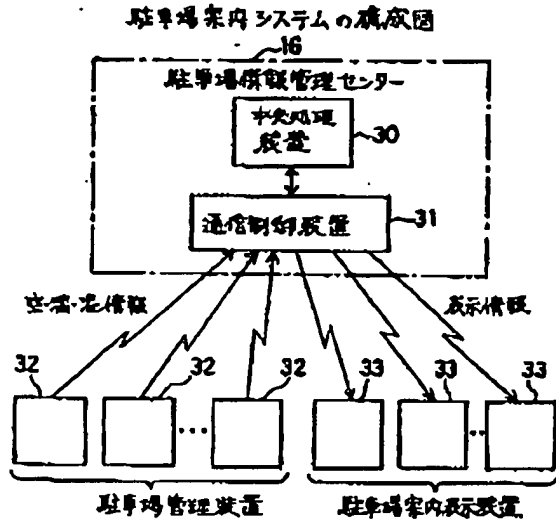 駐車場案内システムの構成図
16
駐車場情報管理センター
中央処理
装置
30
通信制御装置
31
空・満・混情報
表示情報
32
32
32
33
33
33
駐車場管理装置
駐車場案内表示装置